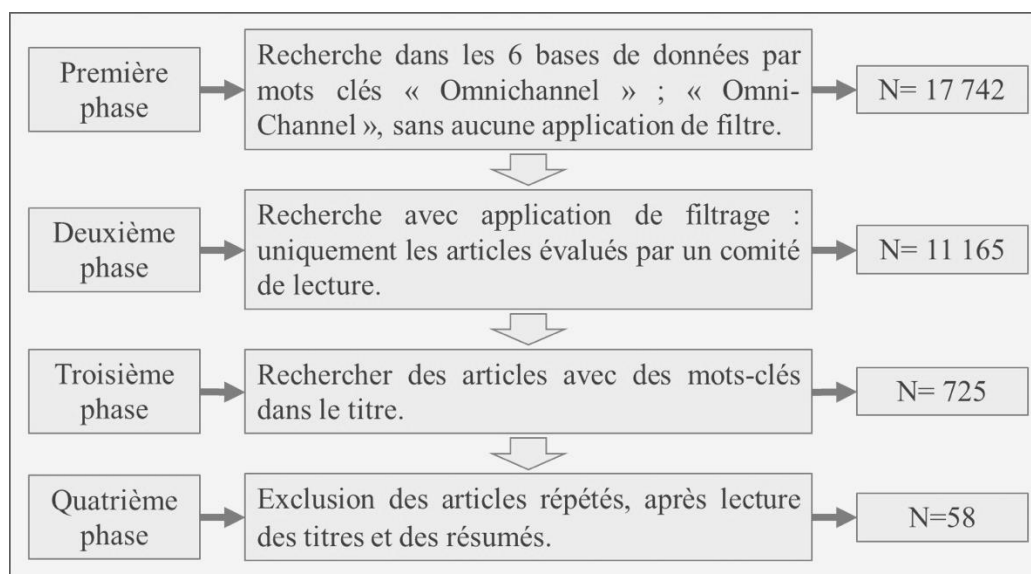 Première
phase
Recherche dans les 6 bases de données par
mots clés « Omnichannel » ; « Omni-
Channel », sans aucune application de filtre.
N= 17 742
Deuxième
phase
Recherche avec application de filtrage :
uniquement les articles évalués par un comité
de lecture.
N= 11 165
Troisième
phase
Rechercher des articles avec des mots-clés
dans le titre.
N= 725
Quatrième
phase
Exclusion des articles répétés, après lecture
des titres et des résumés.
N=58